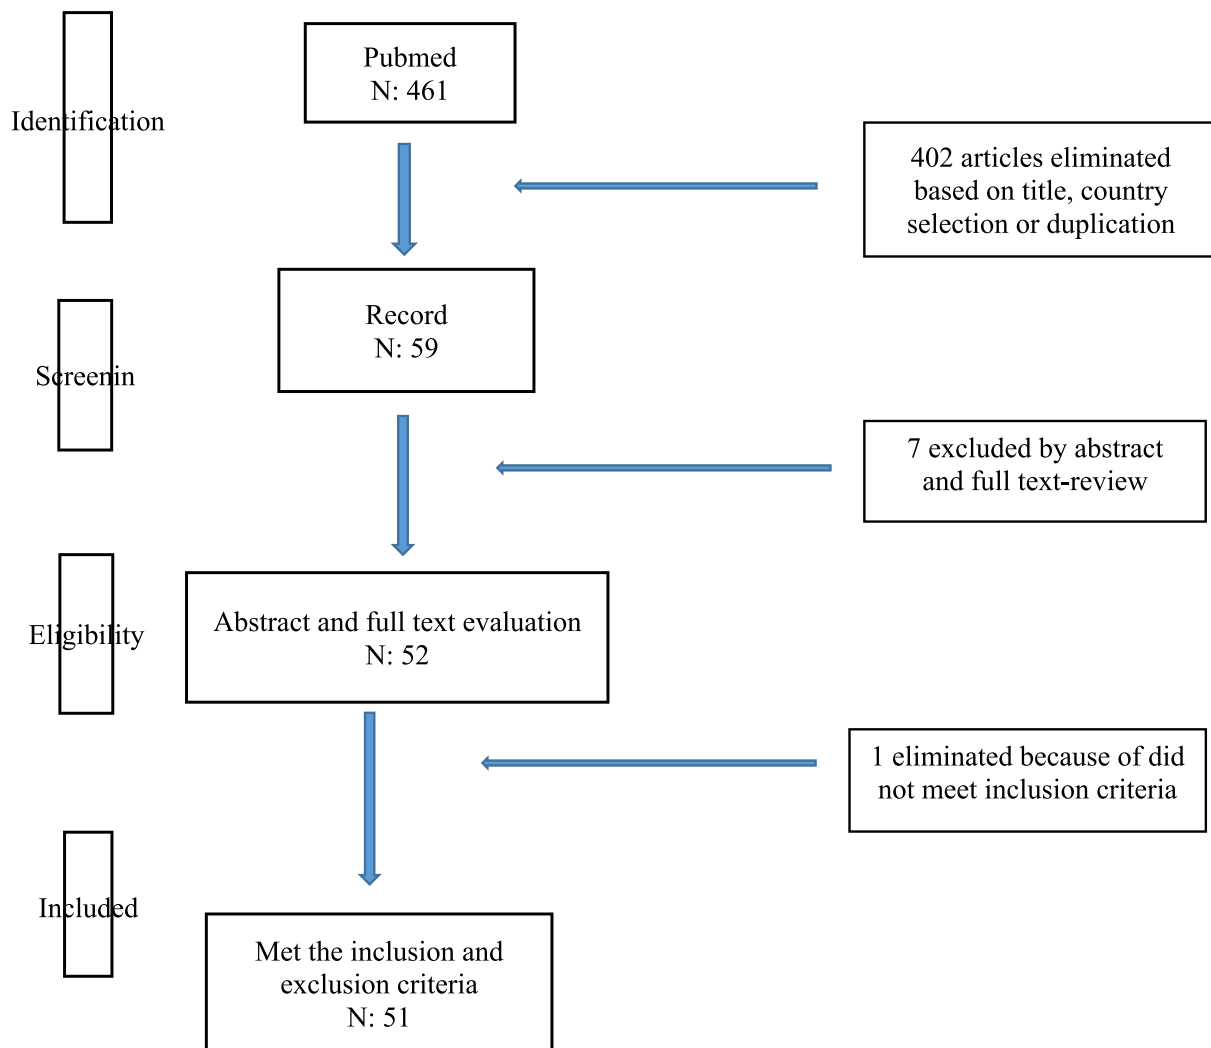 Pubmed
N: 461
Identification
402 articles eliminated
based on title, country
selection or duplication
Record
N: 59
Screenin
7 excluded by abstract
and full text-review
Abstract and full text evaluation
N: 52
Eligibility
1 eliminated because of did
not meet inclusion criteria
Included
Met the inclusion and
exclusion criteria
N: 51